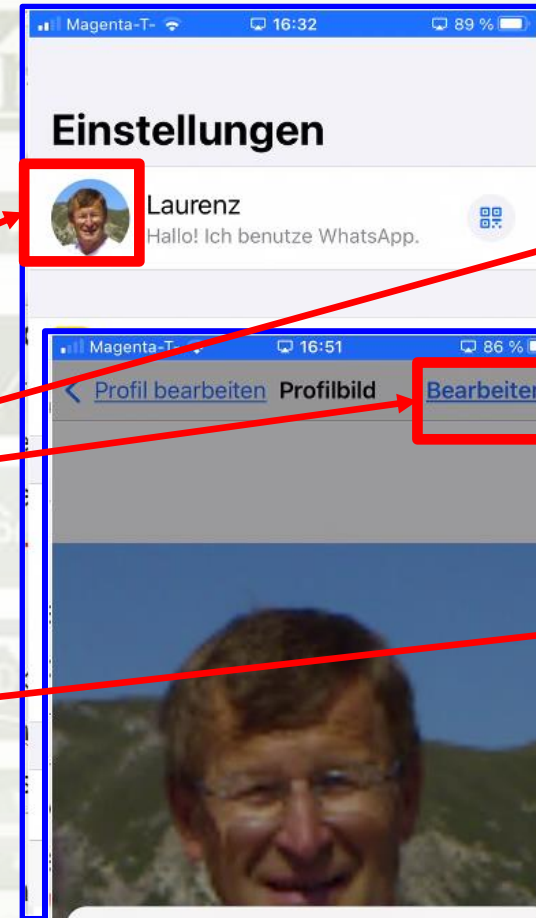 Magenta-T- 16:32 89 %
Einstellungen
Laurenz
Hallo! Ich benutze WhatsApp.
Magenta-T- 16:51 86 %
Profil bearbeiten Profilbild Bearbeiten